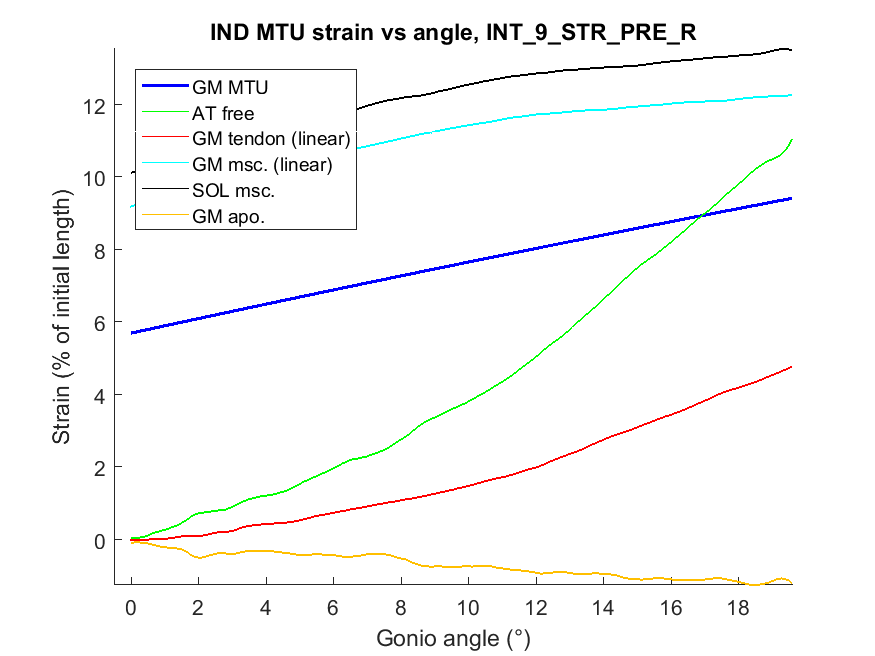 IND MTU strain vs angle, INT_9_STR_PRE_R
GM MTU
AT free
GM tendon (linear)
GM msc. (linear)
SOL msc.
GM apo.
Strain (% of initial length)
12
10
8
6
4
2
0
0 2 4 6 8 10 12 14 16 18
Gonio angle (°)